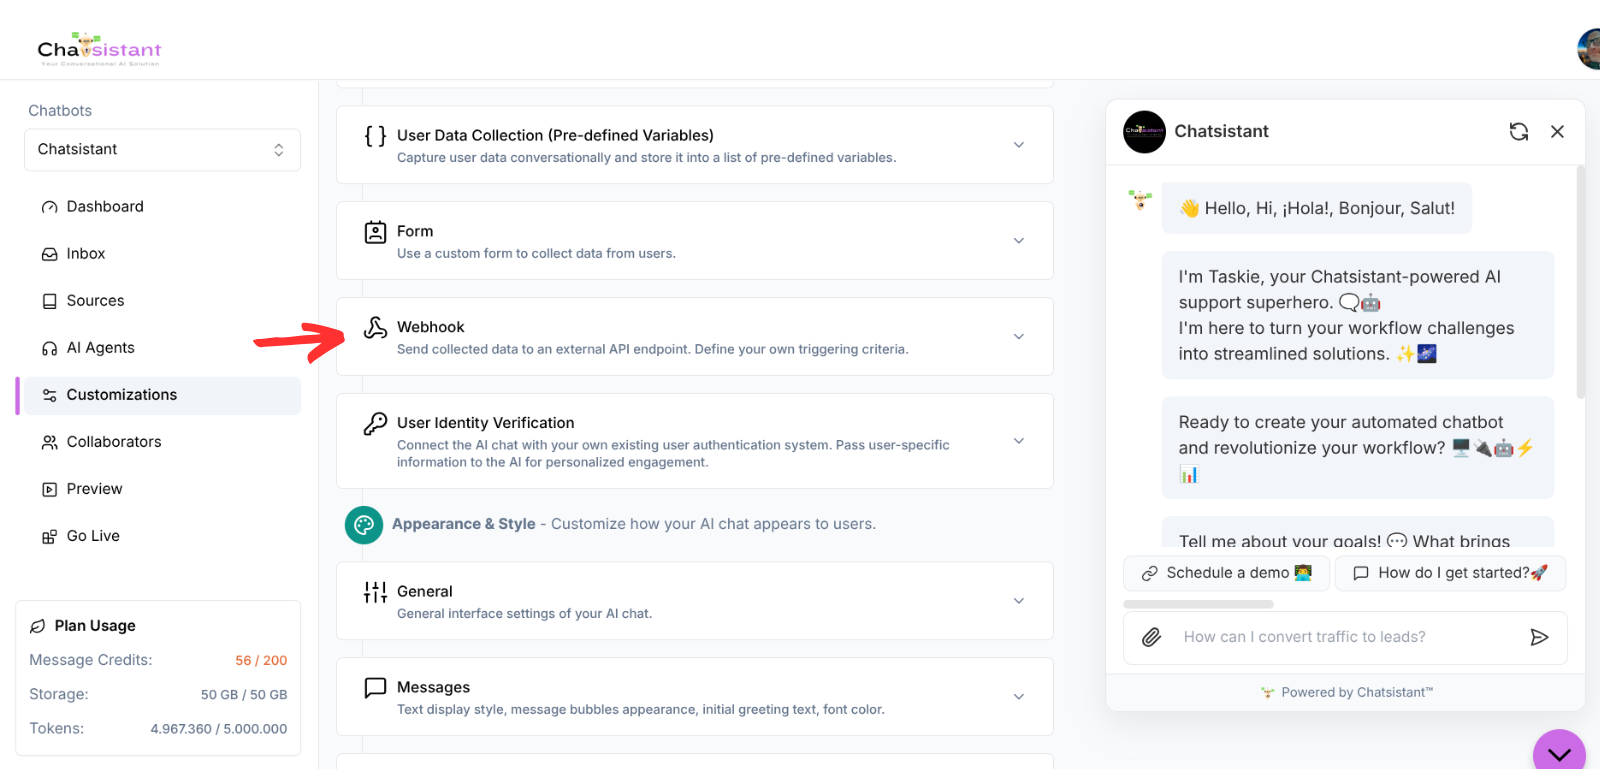 Chatsistant
Your Conversational AI Solution
Chatbots
Chatsistant
Dashboard
Inbox
Sources
AI Agents
Customizations
Collaborators
Preview
Go Live
Plan Usage
Message Credits: 56 / 200
Storage: 50 GB / 50 GB
Tokens: 4.967.360 / 5.000.000
User Data Collection (Pre-defined Variables)
Capture user data conversationally and store it into a list of pre-defined variables.
Form
Use a custom form to collect data from users.
Webhook
Send collected data to an external API endpoint. Define your own triggering criteria.
User Identity Verification
Connect the AI chat with your own existing user authentication system. Pass user-specific
information to the AI for personalized engagement.
Appearance & Style - Customize how your AI chat appears to users.
General
General interface settings of your AI chat.
Messages
Text display style, message bubbles appearance, initial greeting text, font color.
Chatsistant
Chatsistant
👋 Hello, Hi, ¡Hola!, Bonjour, Salut!
I'm Taskie, your Chatsistant-powered AI
support superhero. 🗨️🤖
I'm here to turn your workflow challenges
into streamlined solutions. ✨🌌
Ready to create your automated chatbot
and revolutionize your workflow? 🖥️🔌🤖⚡
📊
Tell me about your goals! 💬 What brings
Schedule a demo 👨‍💻
How do I get started?🚀
How can I convert traffic to leads?
Powered by Chatsistant™